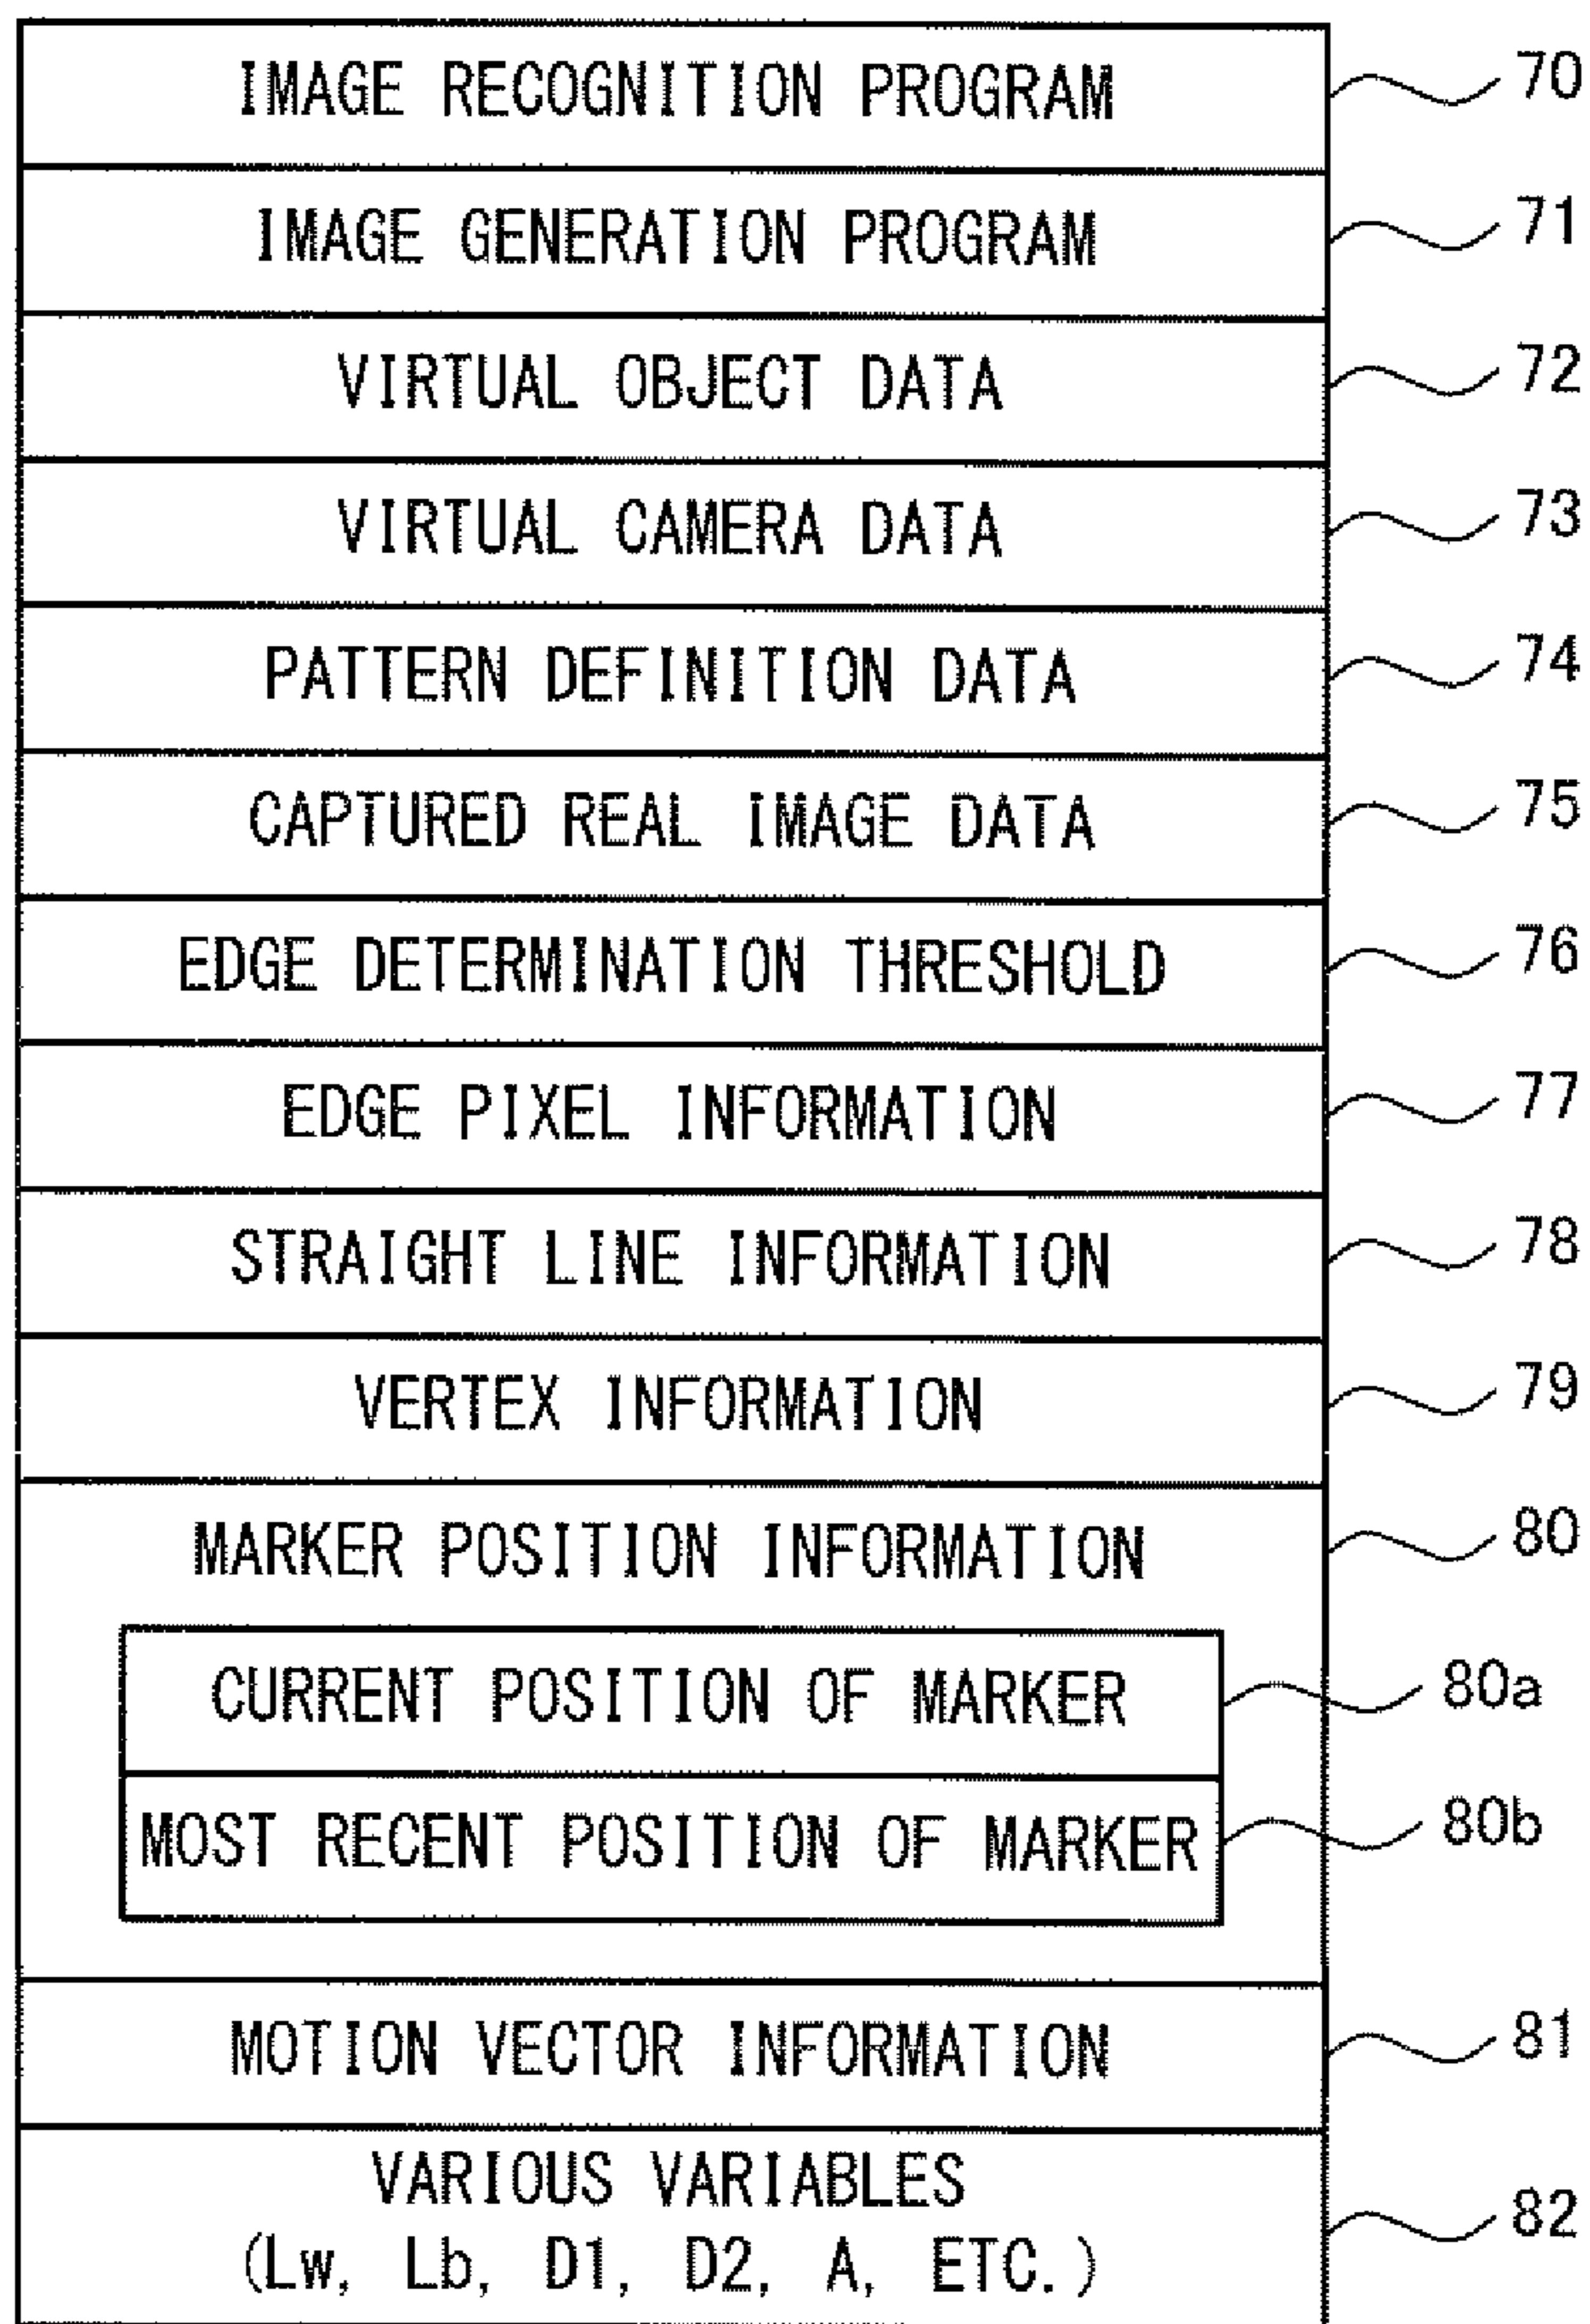 IMAGE RECOGNITION PROGRAM 70
IMAGE GENERATION PROGRAM 71
VIRTUAL OBJECT DATA 72
VIRTUAL CAMERA DATA 73
PATTERN DEFINITION DATA 74
CAPTURED REAL IMAGE DATA 75
EDGE DETERMINATION THRESHOLD 76
EDGE PIXEL INFORMATION 77
STRAIGHT LINE INFORMATION 78
VERTEX INFORMATION 79
MARKER POSITION INFORMATION 80
CURRENT POSITION OF MARKER 80a
MOST RECENT POSITION OF MARKER 80b
MOTION VECTOR INFORMATION 81
VARIOUS VARIABLES
(Lw, Lb, D1, D2, A, ETC.) 82